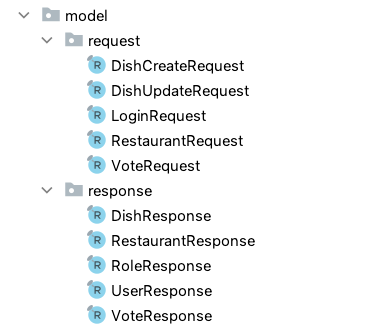 model
request
R DishCreateRequest
R DishUpdateRequest
R LoginRequest
R RestaurantRequest
R VoteRequest
response
R DishResponse
R RestaurantResponse
R RoleResponse
R UserResponse
R VoteResponse